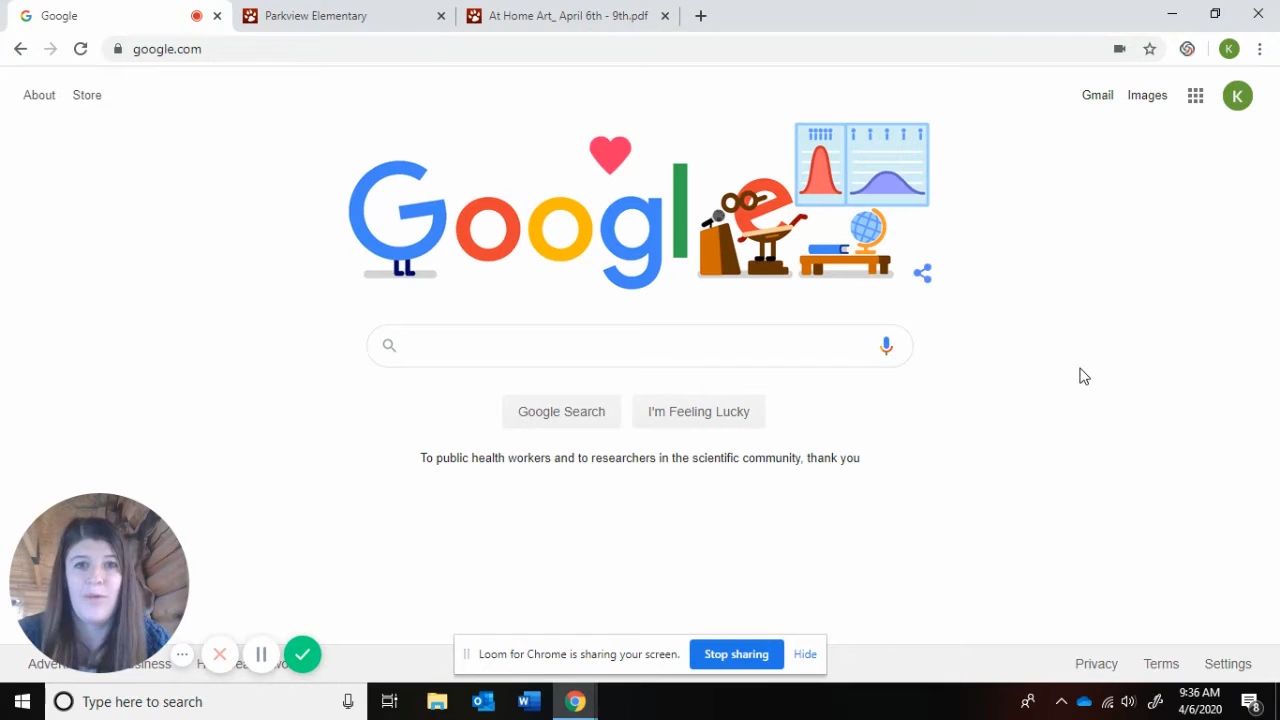 Google
Parkview Elementary
At Home Art_ April 6th - 9th.pdf
google.com
K
About
Store
Gmail
Images
K
Google
Google Search
I'm Feeling Lucky
To public health workers and to researchers in the scientific community, thank you
Loom for Chrome is sharing your screen.
Stop sharing
Hide
Privacy
Terms
Settings
Type here to search
9:36 AM
4/6/2020
8